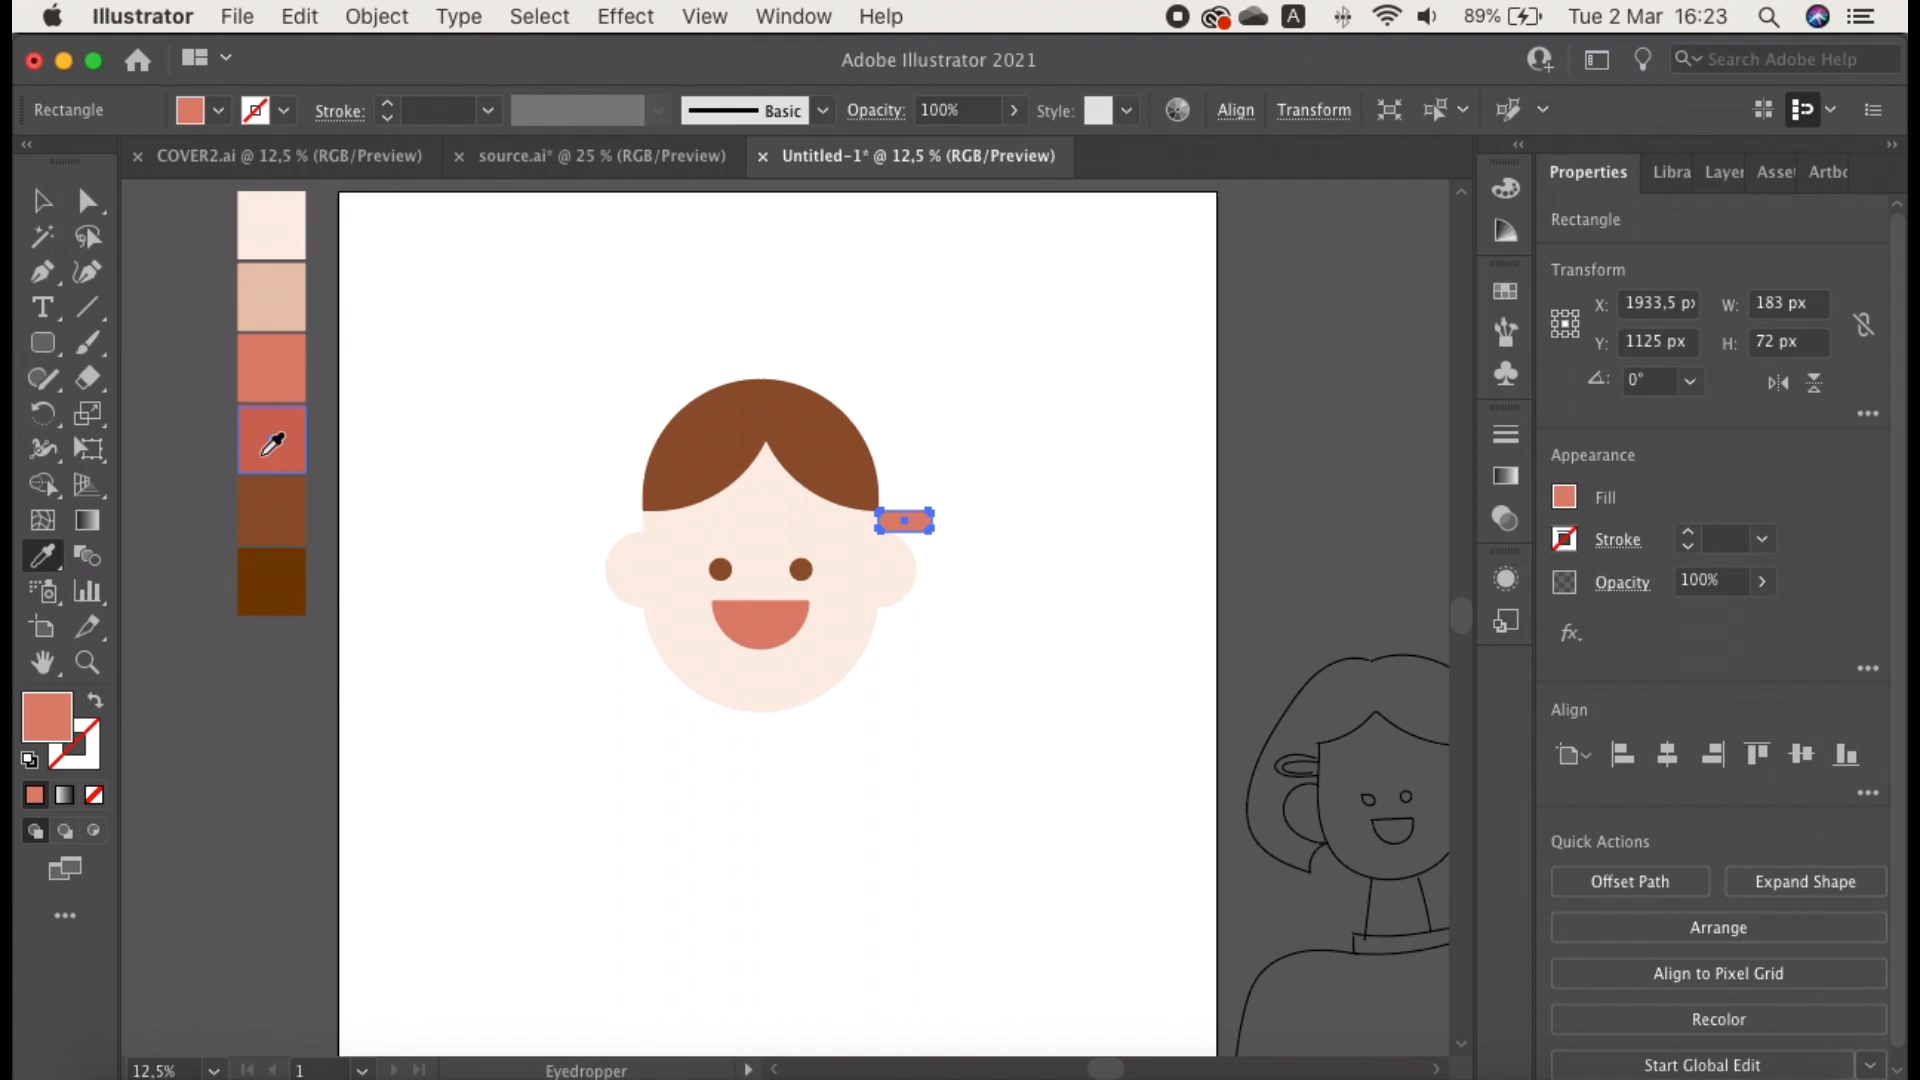 Illustrator File Edit Object Type Select Effect View Window Help
A 89% Tue 2 Mar 16:23
Adobe Illustrator 2021
Search Adobe Help
Rectangle Stroke: Basic Opacity: 100% Style: Align Transform
× COVER2.ai @ 12,5 % (RGB/Preview) × source.ai* @ 25 % (RGB/Preview) × Untitled-1* @ 12,5 % (RGB/Preview)
Properties Libra Layer Asset Artbo
Rectangle
Transform
X: 1933,5 px W: 183 px
Y: 1125 px H: 72 px
0°
Appearance
Fill
Stroke
Opacity 100%
fx.
Align
Quick Actions
Offset Path Expand Shape
Arrange
Align to Pixel Grid
Recolor
Start Global Edit
12,5% 1 Eyedropper